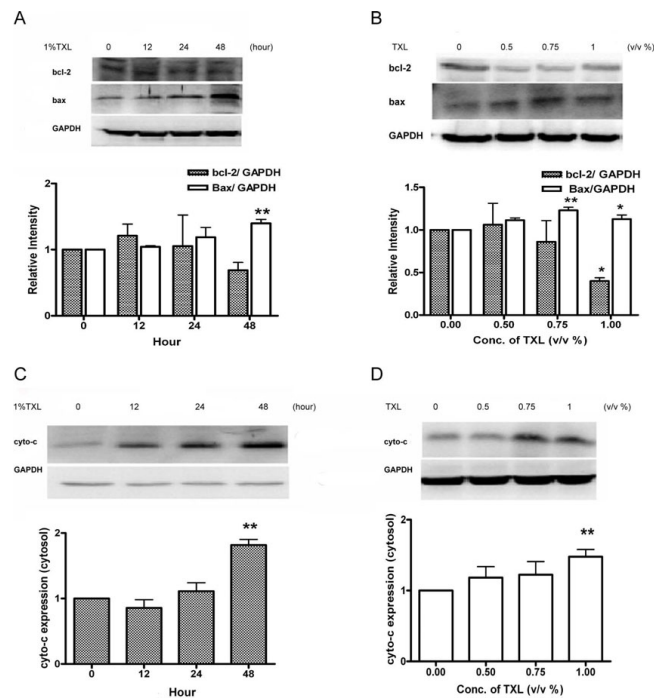 A
1%TXL 0 12 24 48 (hour)
bcl-2
bax
GAPDH
bcl-2/ GAPDH
Bax/ GAPDH
Relative Intensity
2
1
0
**
0 12 24 48
Hour
B
TXL 0 0.5 0.75 1 (v/v %)
bcl-2
bax
GAPDH
bcl-2/ GAPDH
Bax/GAPDH
Relative Intensity
1.5
1.0
0.5
0.0
** * *
0.00 0.50 0.75 1.00
Conc. of TXL (v/v %)
C
1%TXL 0 12 24 48 (hour)
cyto-c
GAPDH
cyto-c expression (cytosol)
2
1
0
**
0 12 24 48
Hour
D
TXL 0 0.5 0.75 1 (v/v %)
cyto-c
GAPDH
cyto-c expression (cytosol)
2
1
0
**
0.00 0.50 0.75 1.00
Conc. of TXL (v/v %)